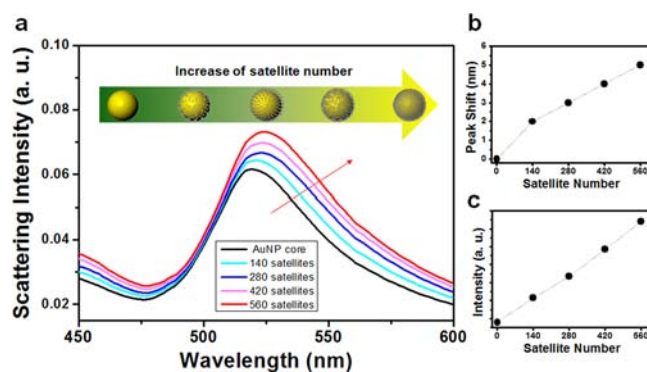 a
Increase of satellite number
Scattering Intensity (a. u.)
0.10
0.08
0.06
0.04
0.02
AuNP core
140 satellites
280 satellites
420 satellites
560 satellites
450
500
550
600
Wavelength (nm)
b
Peak Shift (nm)
6
5
4
3
2
1
0
0
140
280
420
560
Satellite Number
c
Intensity (a. u.)
0
140
280
420
560
Satellite Number